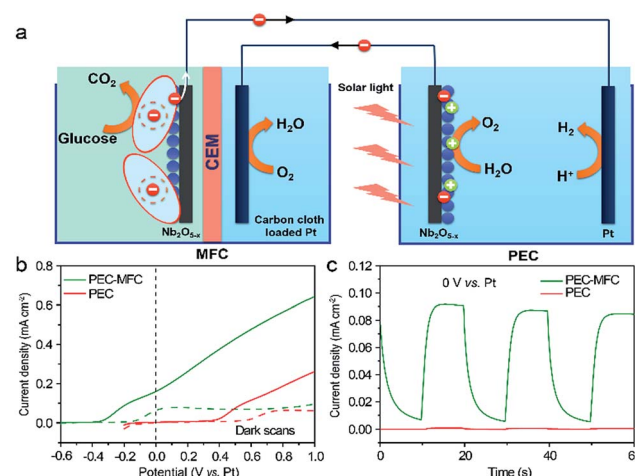 a
CO2
Glucose
Nb2O5-x
CEM
H2O
O2
Carbon cloth
loaded Pt
MFC
Solar light
O2
H2O
Nb2O5-x
H2
H+
Pt
PEC
b
PEC-MFC
PEC
Dark scans
Current density (mA cm-2)
0.8
0.6
0.4
0.2
0.0
-0.6 -0.4 -0.2 0.0 0.2 0.4 0.6 0.8 1.0
Potential (V vs. Pt)
c
0 V vs. Pt
PEC-MFC
PEC
Current density (mA cm-2)
0.12
0.10
0.08
0.06
0.04
0.02
0.00
0 10 20 30 40 50 6
Time (s)